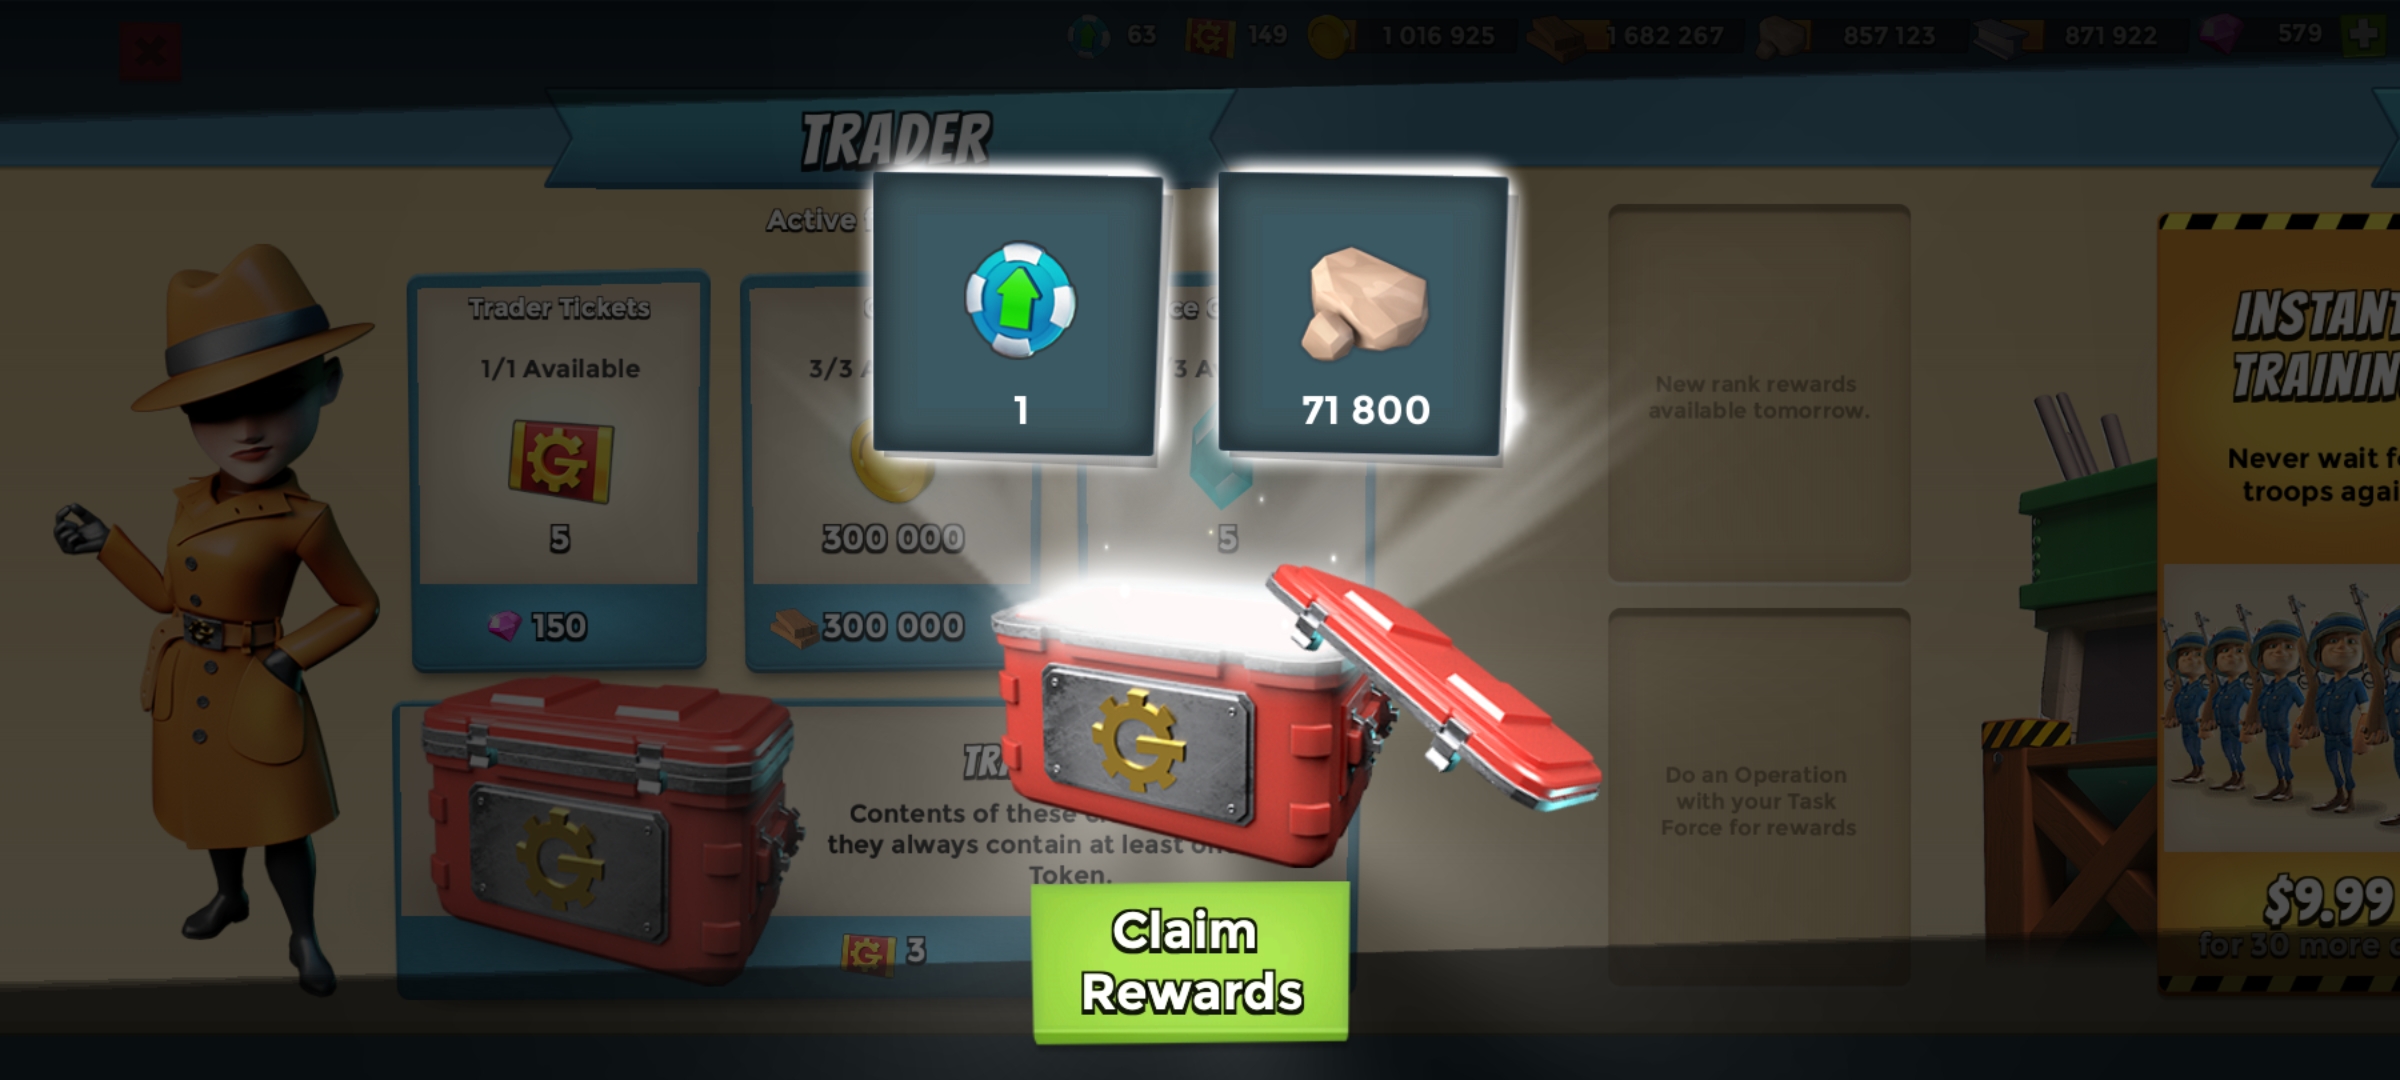 63 149 1 016 925 1 682 267 857 123 871 922 579
TRADER
Active
Trader Tickets
1/1 Available
5
150
3/3
300 000
300 000
5
1
71 800
New rank rewards
available tomorrow.
Do an Operation
with your Task
Force for rewards
Contents of these
they always contain at least
Token.
3
Claim
Rewards
Never wait
troops
$9.99
for 30 more